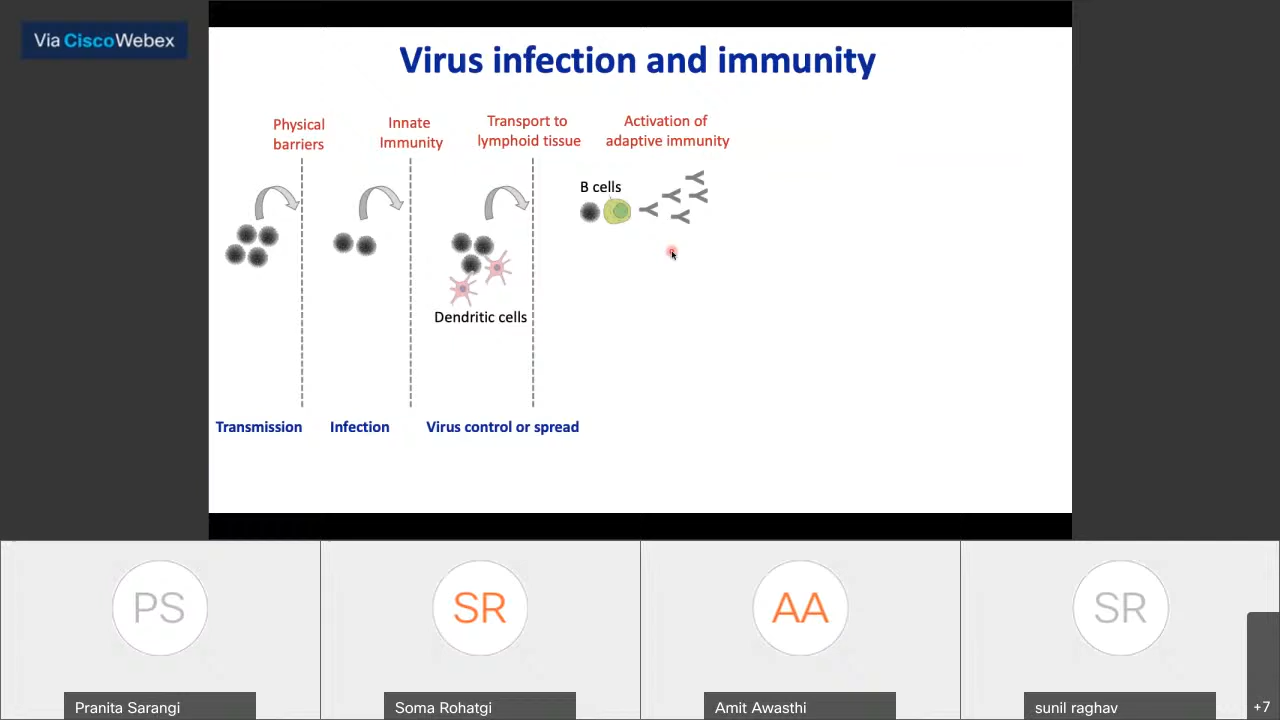 Via CiscoWebex
Virus infection and immunity
Physical
barriers
Innate
Immunity
Transport to
lymphoid tissue
Activation of
adaptive immunity
B cells
Dendritic cells
Transmission
Infection
Virus control or spread
PS
SR
AA
SR
Pranita Sarangi
Soma Rohatgi
Amit Awasthi
sunil raghav
+7